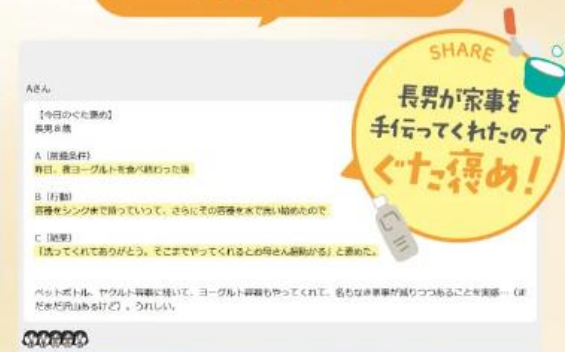 SHARE
長男が家事を
手伝ってくれたので
ぐた褒め!
Aさん
【今日のぐた褒め】
長男8歳
A(前提条件)
昨日、夜ヨーグルトを食べ終わった後
B(行動)
容器をシンクまで持っていって、さらにその容器を水で洗い始めたので
C(結果)
「洗ってくれてありがとう。そこまでやってくれるとお母さん
助かる」と褒めた。
ペットボトル、ヤクルト容器に続いて、ヨーグルト容器もやってくれて、名もなき家事が減りつつあることを実感…(ま
だまだ沢山あるけど)。うれしい。